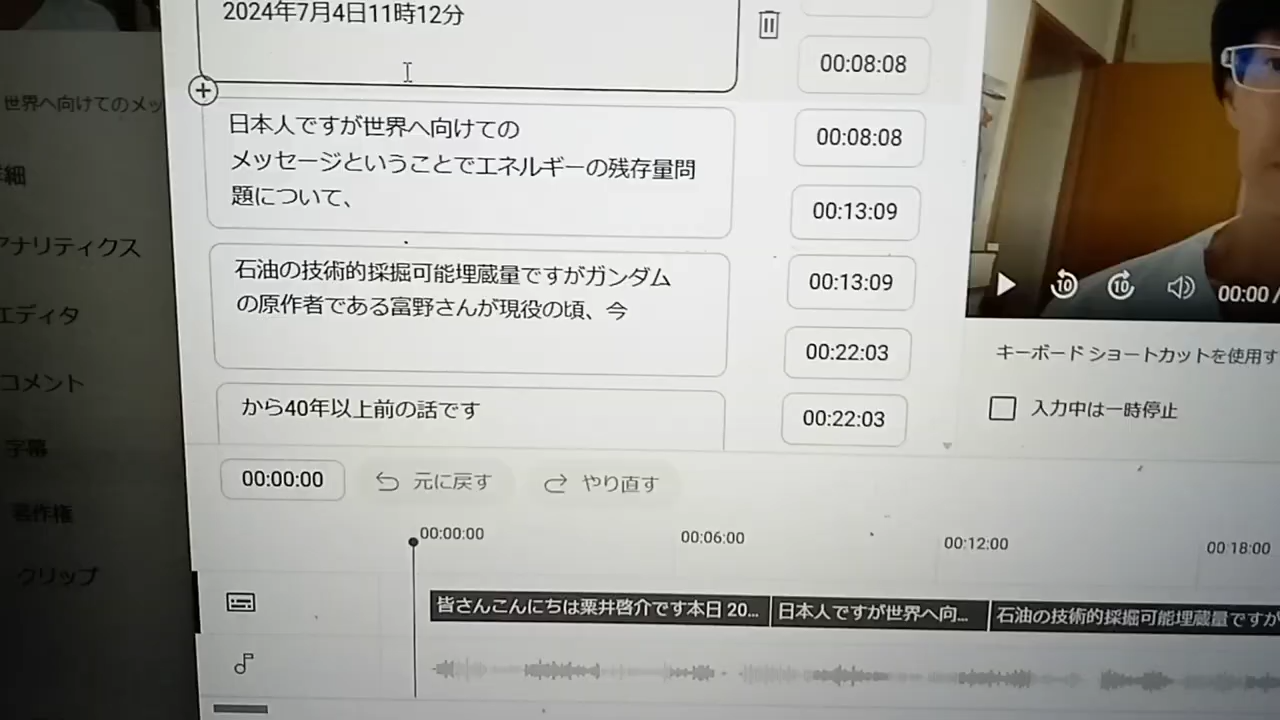 2024年7月4日11時12分
00:08:08
世界へ向けてのメッ
日本人ですが世界へ向けての
メッセージということでエネルギーの残存量問
題について、
00:08:08
00:13:09
細
アナリティクス
石油の技術的採掘可能埋蔵量ですがガンダム
の原作者である富野さんが現役の頃、今
00:13:09
00:22:03
10
10
00:00 /
エディタ
キーボード ショートカットを使用す
入力中は一時停止
コメント
から40年以上前の話です
00:22:03
字幕
00:00:00
元に戻す
やり直す
著作権
クリップ
00:00:00
00:06:00
00:12:00
00:18:00
皆さんこんにちは粟井啓介です本日 20...
日本人ですが世界へ向...
石油の技術的採掘可能埋蔵量ですが